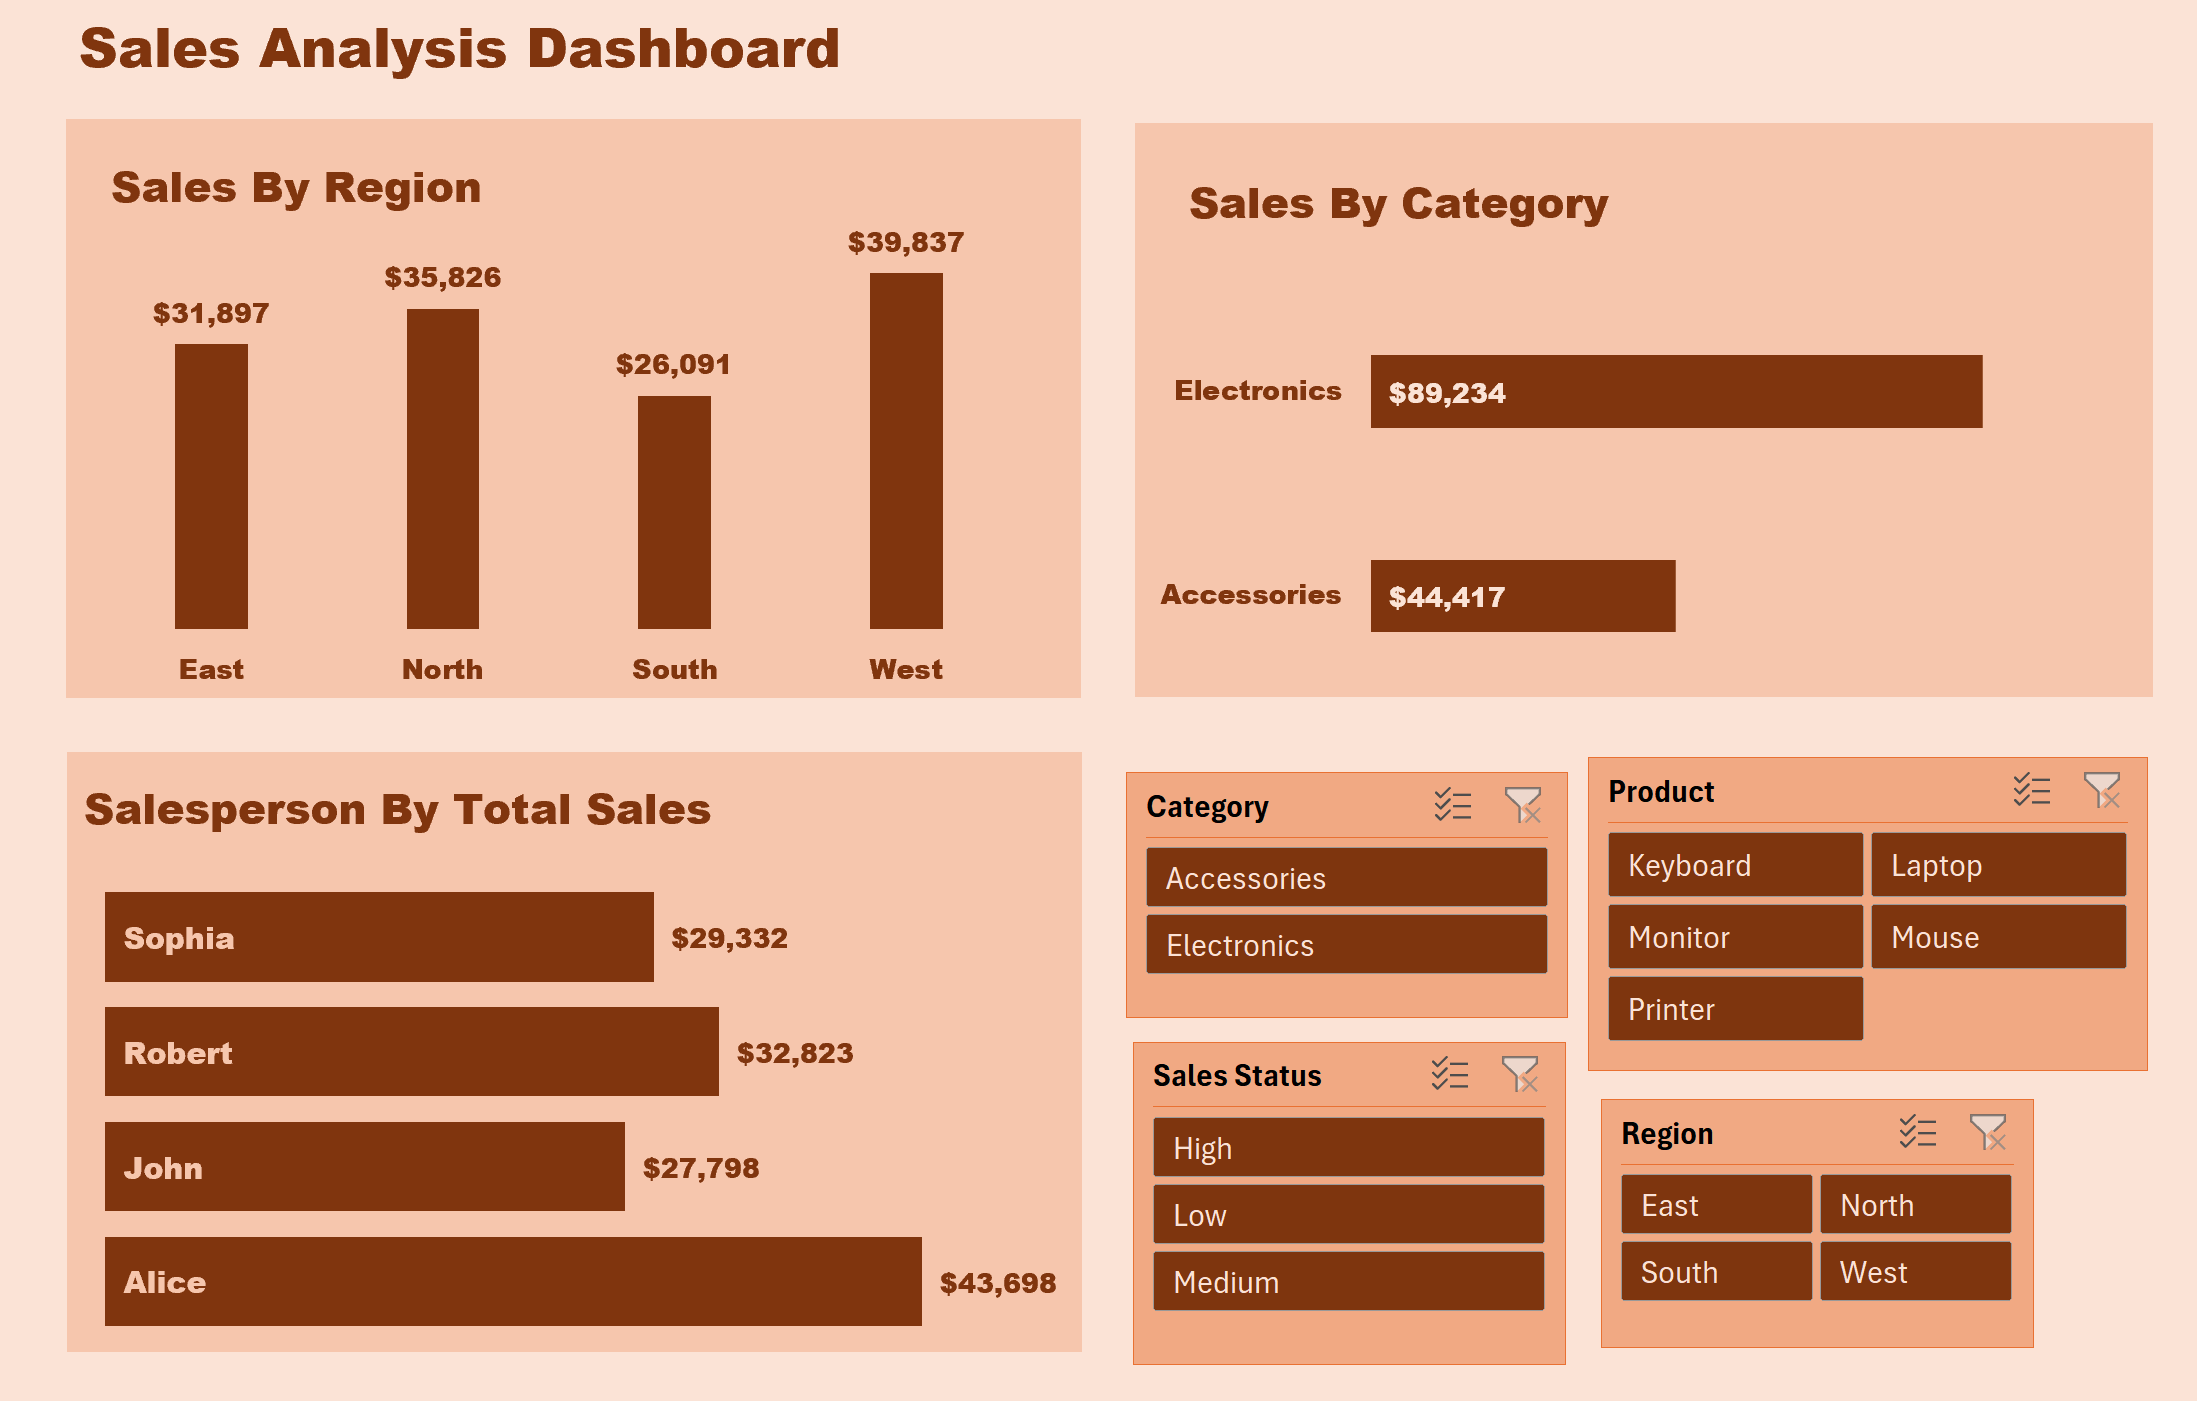 Sales Analysis Dashboard
Sales By Region
$31,897
$35,826
$26,091
$39,837
East
North
South
West
Sales By Category
Electronics
$89,234
Accessories
$44,417
Salesperson By Total Sales
Sophia
$29,332
Robert
$32,823
John
$27,798
Alice
$43,698
Category
Accessories
Electronics
Product
Keyboard
Laptop
Monitor
Mouse
Printer
Sales Status
High
Low
Medium
Region
East
North
South
West